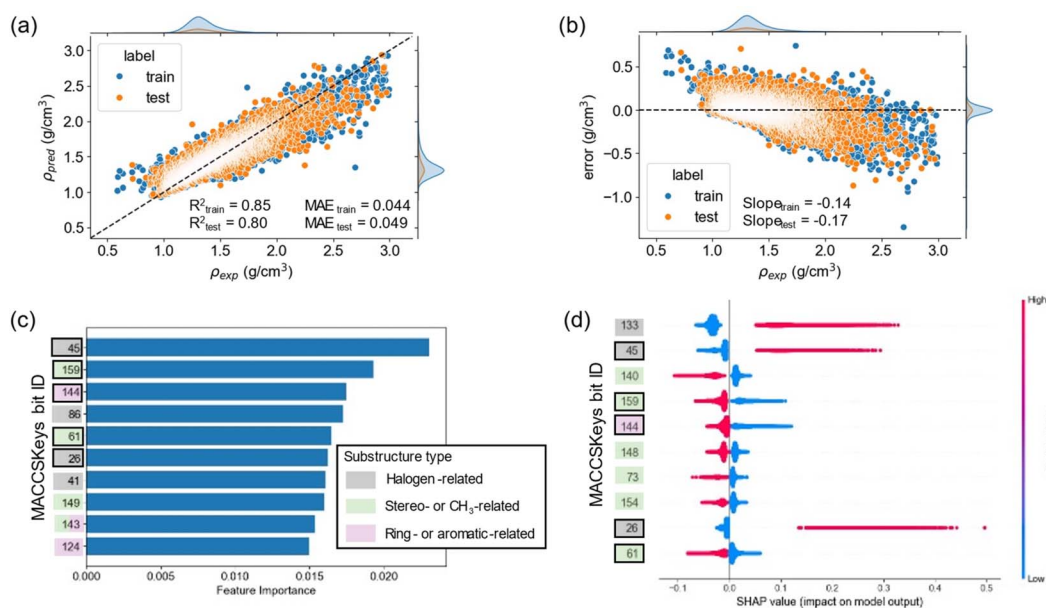 (a)
label
train
test
ρpred (g/cm³)
3.0
2.5
2.0
1.5
1.0
0.5
R²train = 0.85 MAE train = 0.044
R²test = 0.80 MAE test = 0.049
0.5 1.0 1.5 2.0 2.5 3.0
ρexp (g/cm³)
(b)
error (g/cm³)
0.5
0.0
−0.5
−1.0
label
train
test
Slopetrain = -0.14
Slopetest = -0.17
0.5 1.0 1.5 2.0 2.5 3.0
ρexp (g/cm³)
(c)
MACCSKeys bit ID
45
159
144
86
61
26
41
149
143
124
Substructure type
Halogen-related
Stereo- or CH₃-related
Ring- or aromatic-related
0.000 0.005 0.010 0.015 0.020
Feature Importance
(d)
MACCSKeys bit ID
133
45
140
159
144
148
73
154
26
61
High
Low
−0.1 0.0 0.1 0.2 0.3 0.4 0.5
SHAP value (impact on model output)